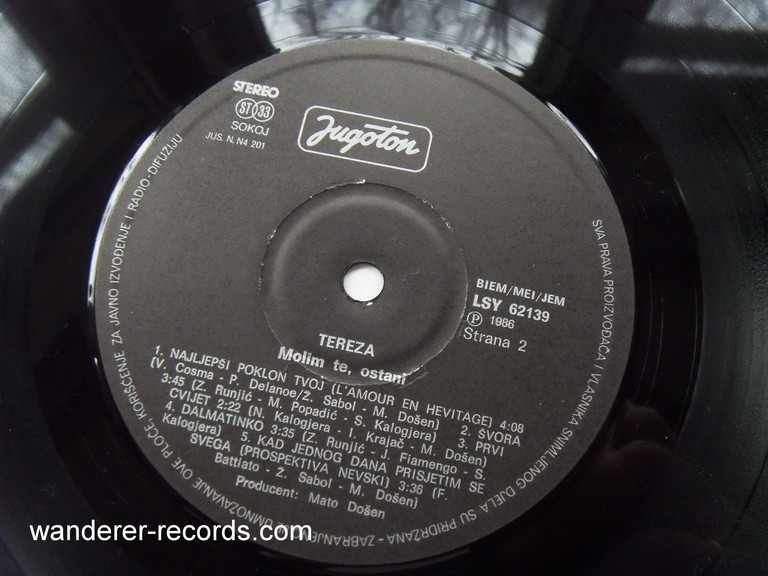 STEREO
ST 33
SOKOJ
JUS. N. N4 201
Jugoton
BIEM/MEI/JEM
LSY 62139
℗ 1986
Strana 2
TEREZA
Molim te, ostani
1. NAJLJEPŠI POKLON TVOJ (L'AMOUR EN HEVITAGE) 4:08
(V. Cosma - P. Delanoe/Ž. Sabol - M. Došen) 2. ŠVORA
3:45 (Z. Runjić - M. Popadić - S. Kalogjera) 3. PRVI
CVIJET 2:22 (N. Kalogjera - I. Krajač - M. Došen)
4. DALMATINKO 3:35 (Z. Runjić - J. Fiamengo - S.
Kalogjera) 5. KAD JEDNOG DANA PRISJETIM SE
SVEGA (PROSPEKTIVA NEVSKI) 3:36 (F.
Battiato - Ž. Sabol - M. Došen)
Producent: Mato Došen
SVA PRAVA PROIZVOĐAČA I VLASNIKA SNIMLJENOG DJELA SU PRIDRŽANA - ZABRANJENO UMNOŽAVANJE OVE PLOČE, KORIŠĆENJE ZA JAVNO IZVOĐENJE I RADIO-DIFUZIJU
wanderer-records.com